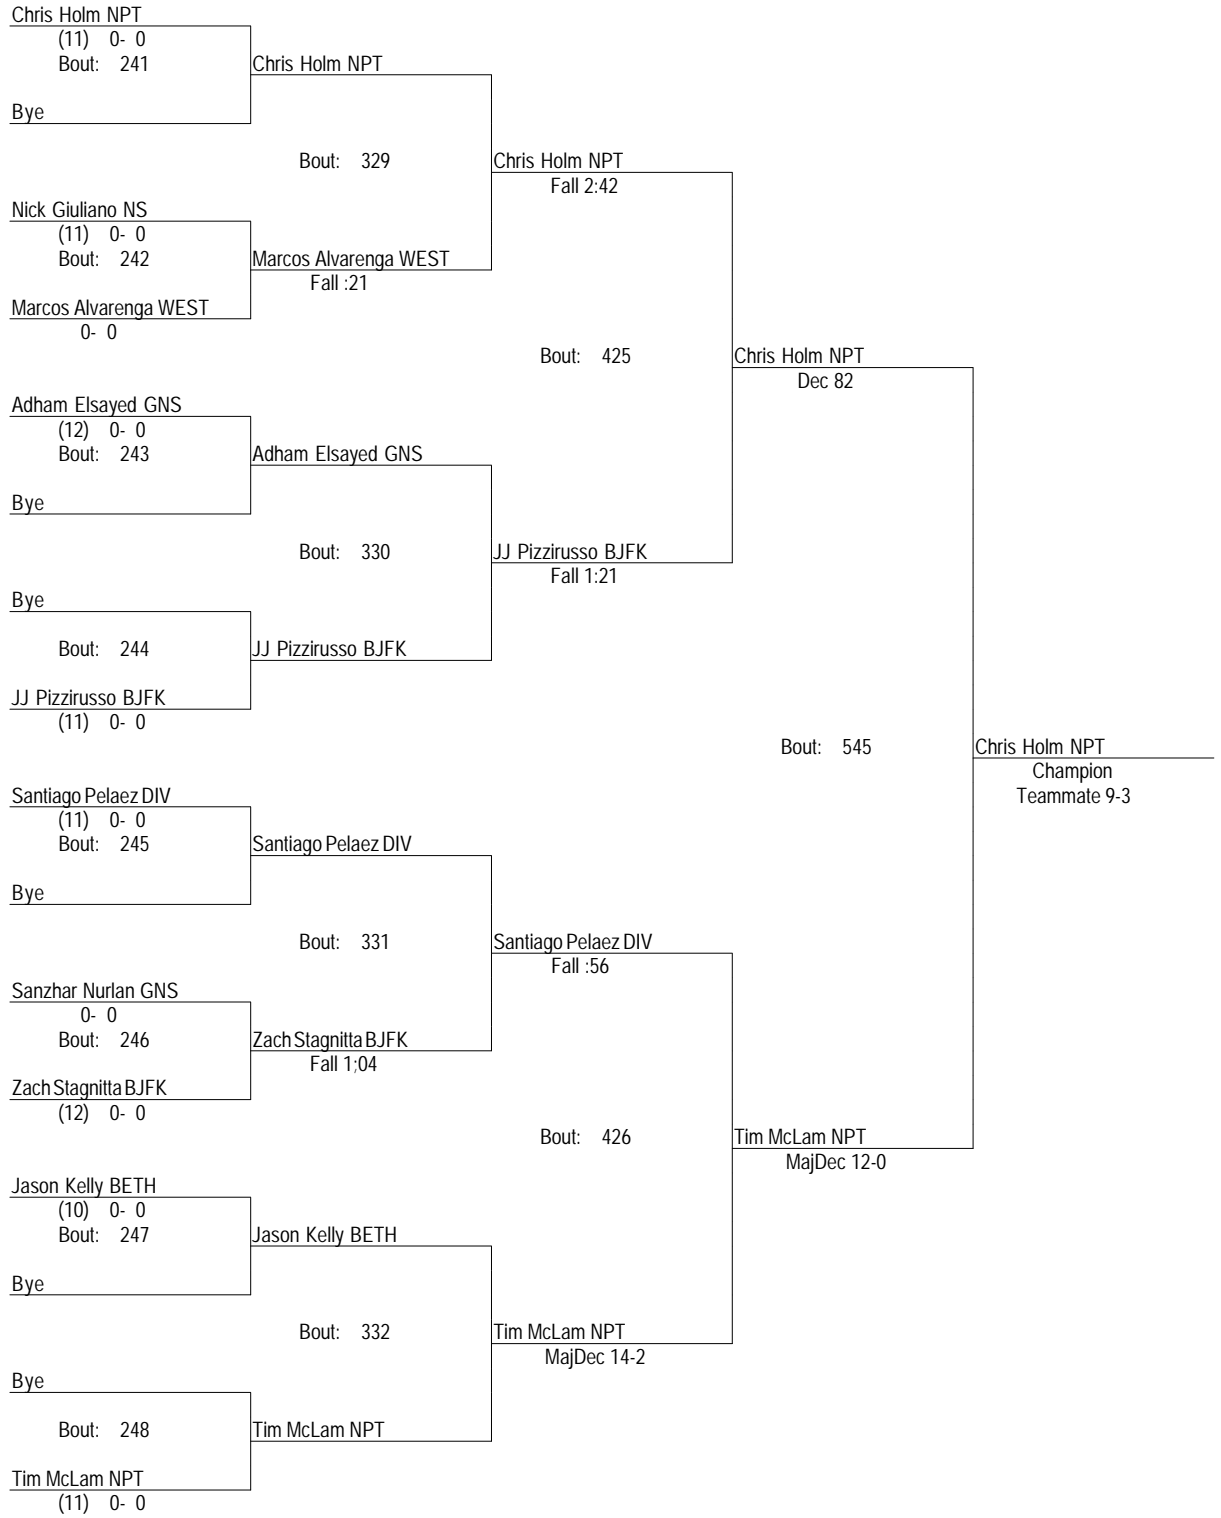 Chris Holm NPT
(11) 0- 0
Bout: 241
Chris Holm NPT
Bye
Bout: 329
Chris Holm NPT
Fall 2:42
Nick Giuliano NS
(11) 0- 0
Bout: 242
Marcos Alvarenga WEST
Fall :21
Marcos Alvarenga WEST
0- 0
Bout: 425
Chris Holm NPT
Dec 82
Adham Elsayed GNS
(12) 0- 0
Bout: 243
Adham Elsayed GNS
Bye
Bout: 330
JJ Pizzirusso BJFK
Fall 1:21
Bye
Bout: 244
JJ Pizzirusso BJFK
JJ Pizzirusso BJFK
(11) 0- 0
Bout: 545
Chris Holm NPT
Champion
Teammate 9-3
Santiago Pelaez DIV
(11) 0- 0
Bout: 245
Santiago Pelaez DIV
Bye
Bout: 331
Santiago Pelaez DIV
Fall :56
Sanzhar Nurlan GNS
0- 0
Bout: 246
Zach Stagnitta BJFK
Fall 1;04
Zach Stagnitta BJFK
(12) 0- 0
Bout: 426
Tim McLam NPT
MajDec 12-0
Jason Kelly BETH
(10) 0- 0
Bout: 247
Jason Kelly BETH
Bye
Bout: 332
Tim McLam NPT
MajDec 14-2
Bye
Bout: 248
Tim McLam NPT
Tim McLam NPT
(11) 0- 0